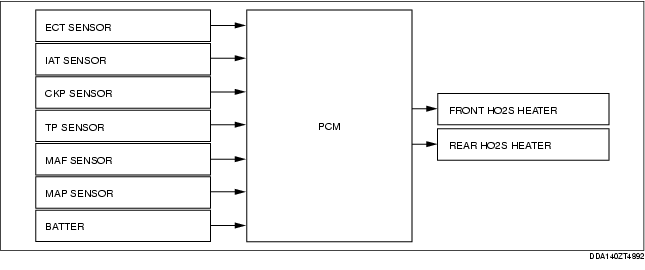 ECT SENSOR
IAT SENSOR
CKP SENSOR
TP SENSOR
MAF SENSOR
MAP SENSOR
BATTER
PCM
FRONT HO2S HEATER
REAR HO2S HEATER
DDA140ZT4892